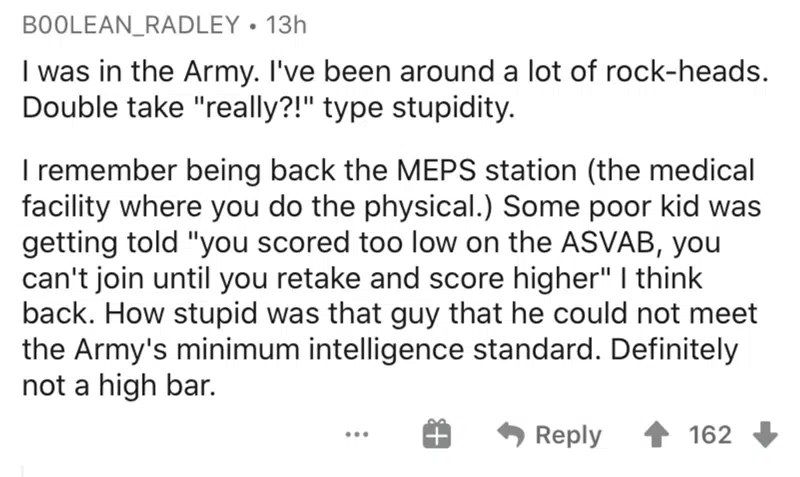 B00LEAN_RADLEY • 13h
I was in the Army. I've been around a lot of rock-heads.
Double take "really?!" type stupidity.
I remember being back the MEPS station (the medical
facility where you do the physical.) Some poor kid was
getting told "you scored too low on the ASVAB, you
can't join until you retake and score higher" I think
back. How stupid was that guy that he could not meet
the Army's minimum intelligence standard. Definitely
not a high bar.
... Reply 162